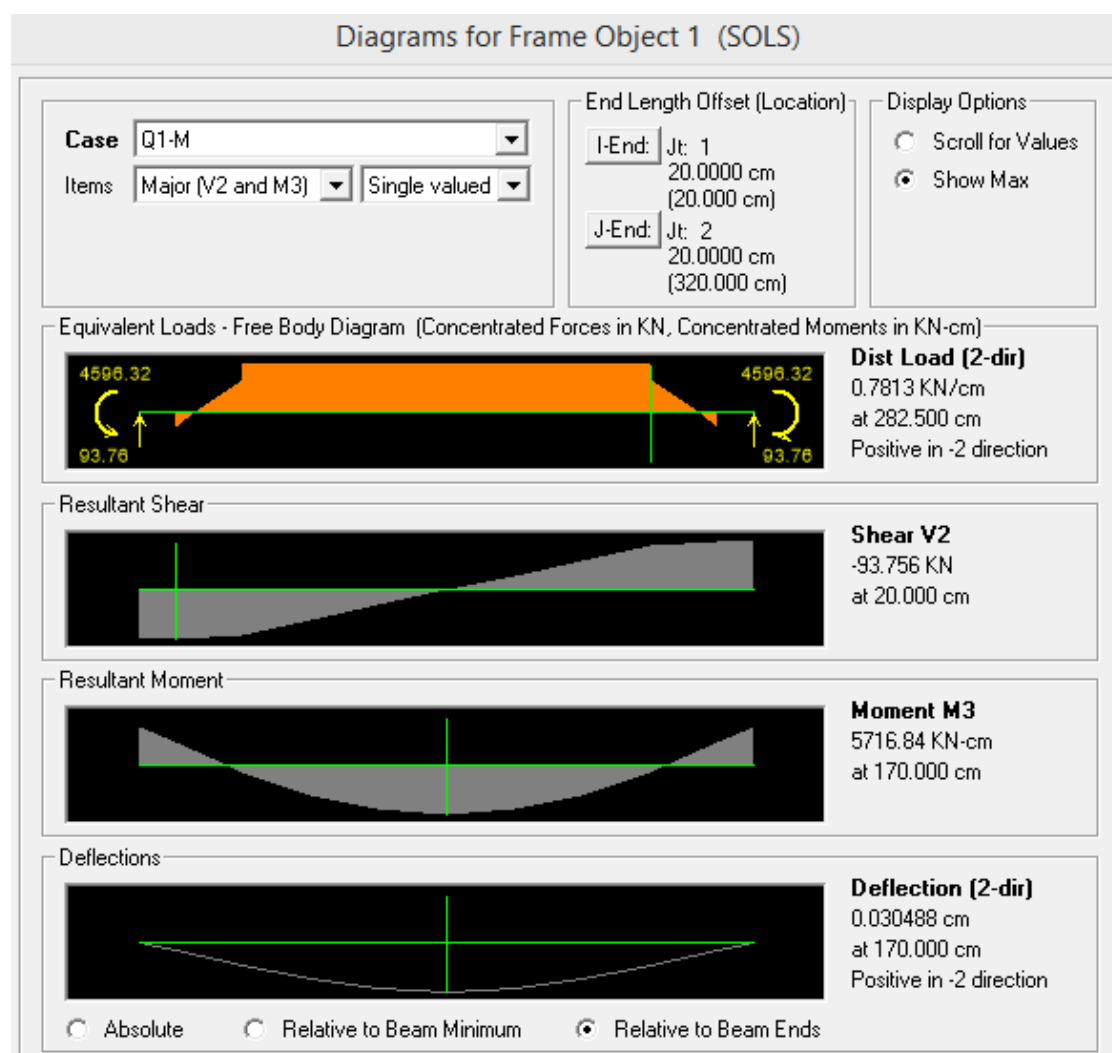 Diagrams for Frame Object 1 (SOLS)
Case Q1-M
Items Major (V2 and M3) Single valued
End Length Offset (Location)
I-End: Jt: 1
20.0000 cm
(20.000 cm)
J-End: Jt: 2
20.0000 cm
(320.000 cm)
Display Options
Scroll for Values
Show Max
Equivalent Loads - Free Body Diagram (Concentrated Forces in KN, Concentrated Moments in KN-cm)
4596.32
4596.32
93.76
93.76
Dist Load (2-dir)
0.7813 KN/cm
at 282.500 cm
Positive in -2 direction
Resultant Shear
Shear V2
-93.756 KN
at 20.000 cm
Resultant Moment
Moment M3
5716.84 KN-cm
at 170.000 cm
Deflections
Deflection (2-dir)
0.030488 cm
at 170.000 cm
Positive in -2 direction
Absolute Relative to Beam Minimum Relative to Beam Ends